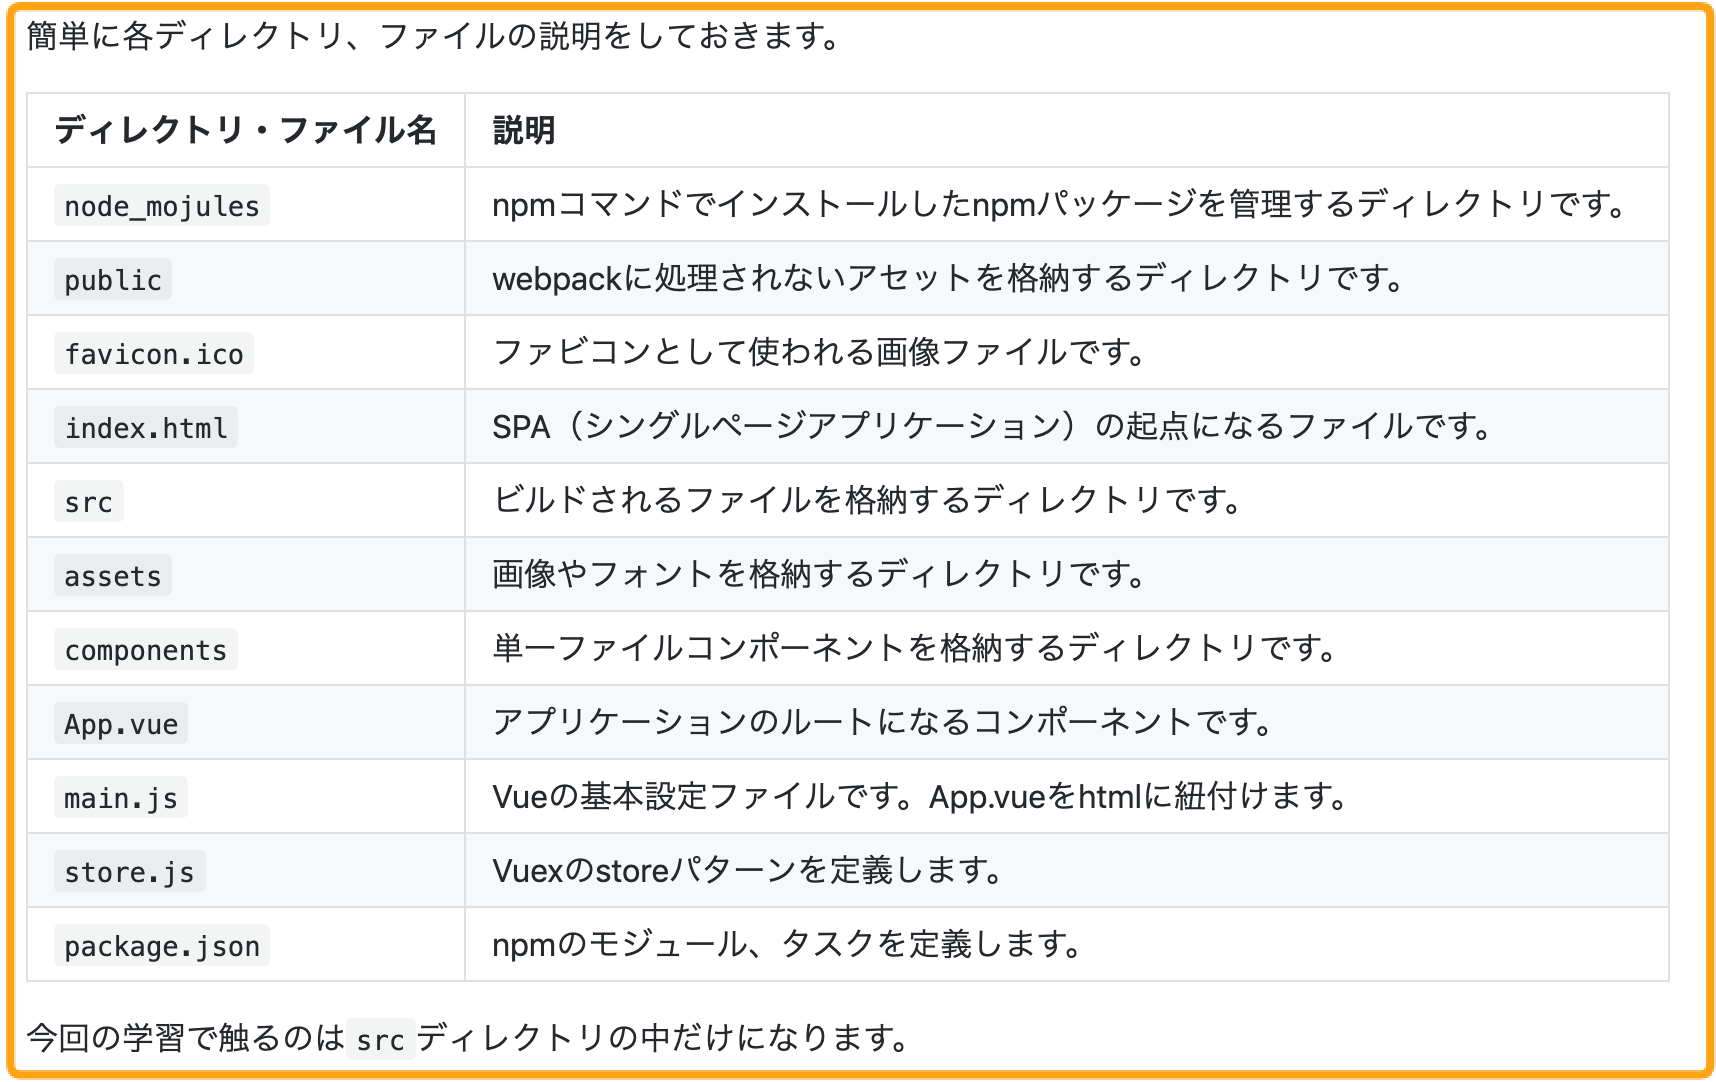 簡単に各ディレクトリ、ファイルの説明をしておきます。
ディレクトリ・ファイル名 説明
node_mojules npmコマンドでインストールしたnpmパッケージを管理するディレクトリです。
public webpackに処理されないアセットを格納するディレクトリです。
favicon.ico ファビコンとして使われる画像ファイルです。
index.html SPA（シングルページアプリケーション）の起点になるファイルです。
src ビルドされるファイルを格納するディレクトリです。
assets 画像やフォントを格納するディレクトリです。
components 単一ファイルコンポーネントを格納するディレクトリです。
App.vue アプリケーションのルートになるコンポーネントです。
main.js Vueの基本設定ファイルです。App.vueをhtmlに紐付けます。
store.js Vuexのstoreパターンを定義します。
package.json npmのモジュール、タスクを定義します。
今回の学習で触るのは src ディレクトリの中だけになります。